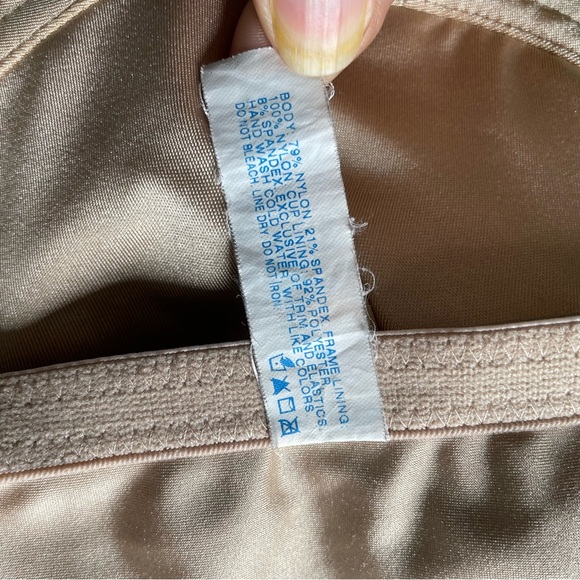 BODY: 79% NYLON 21% SPANDEX. FRAME LINING:
100% NYLON. CUP LINING: 92% POLYESTER
8% SPANDEX. EXCLUSIVE OF TRIM AND ELASTICS.
HAND WASH COLD WATER. WITH LIKE COLORS
DO NOT BLEACH. LINE DRY. DO NOT IRON.